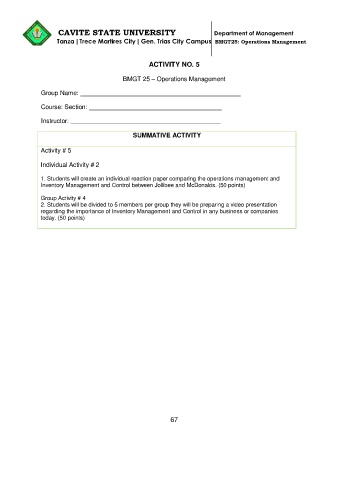 CAVITE STATE UNIVERSITY
Department of Management
Tanza | Trece Martires City | Gen. Trias City Campus
BMGT25: Operations Management
ACTIVITY NO. 5
BMGT 25 – Operations Management
Group Name:
Course: Section:
Instructor:
SUMMATIVE ACTIVITY
Activity # 5
Individual Activity # 2
1. Students will create an individual reaction paper comparing the operations management and
Inventory Management and Control between Jollibee and McDonalds. (50 points)
Group Activity # 4
2. Students will be divided to 5 members per group they will be preparing a video presentation
regarding the importance of Inventory Management and Control in any business or companies
today. (50 points)
67